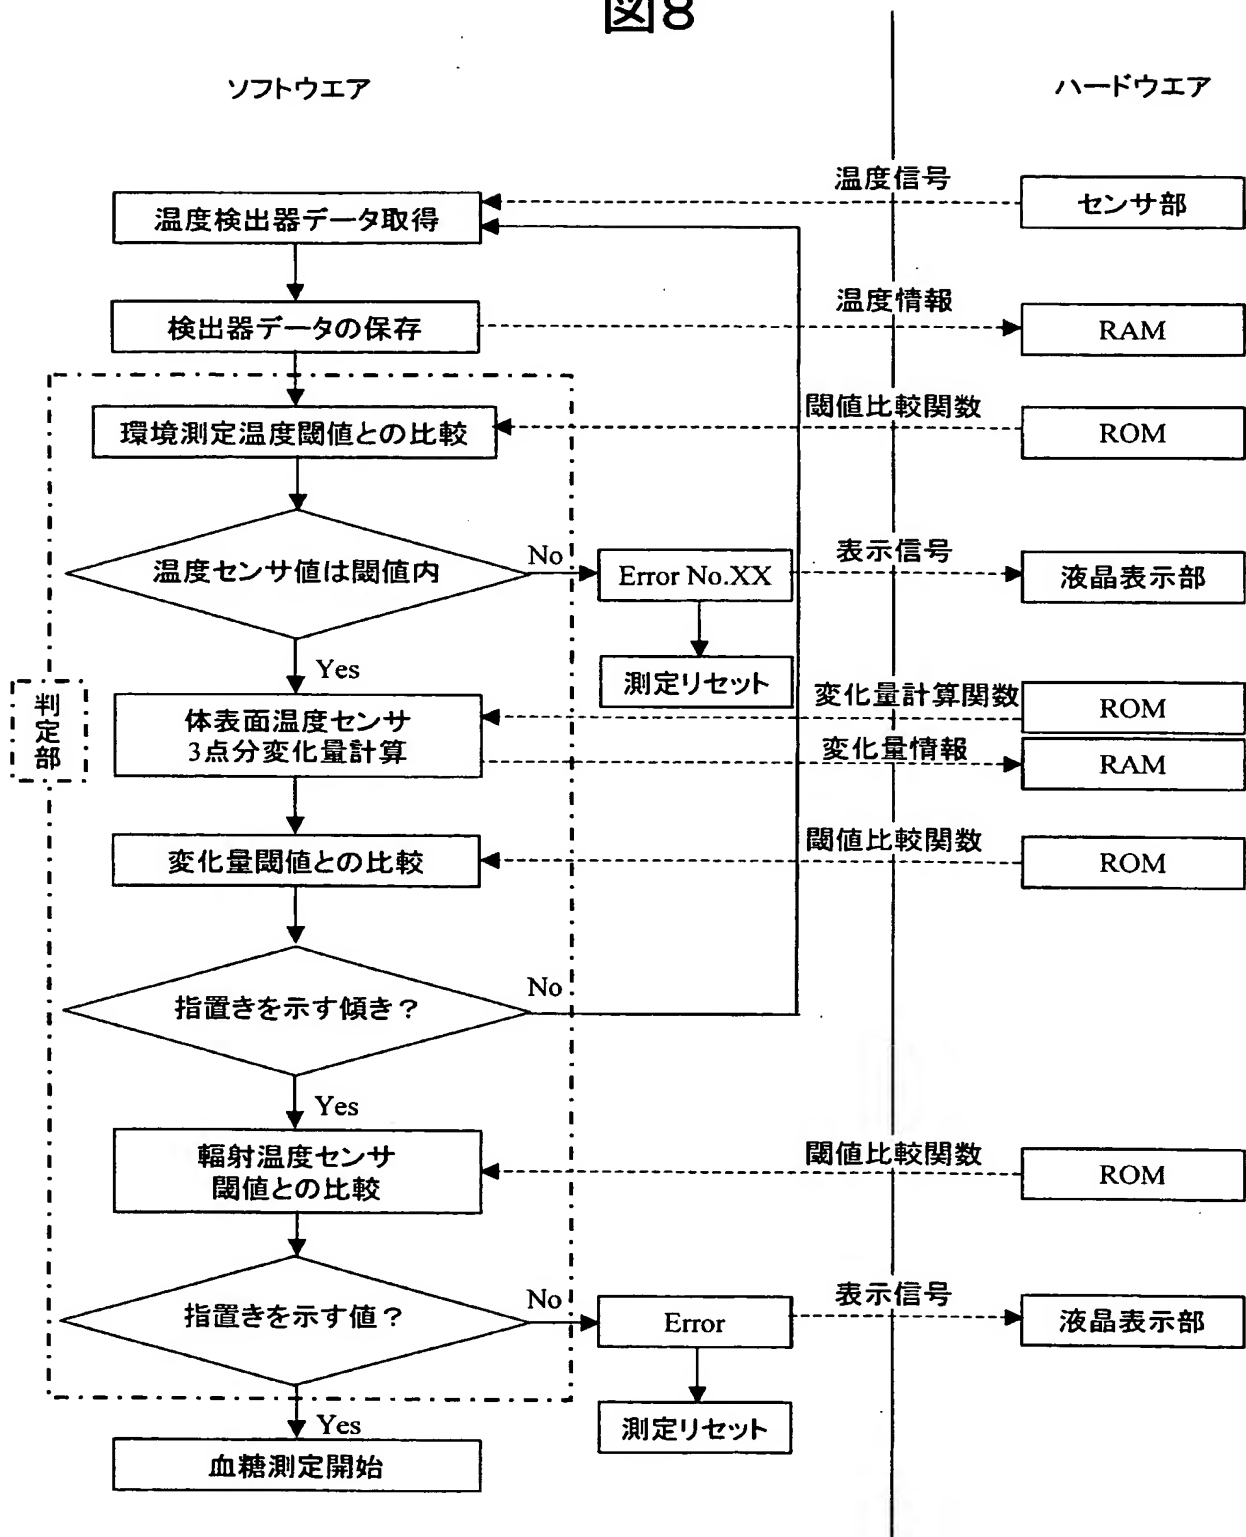 図8
ソフトウエア
ハードウエア
温度信号
センサ部
温度検出器データ取得
温度情報
検出器データの保存
RAM
閾値比較関数
環境測定温度閾値との比較
ROM
温度センサ値は閾値内
No
Error No.XX
表示信号
液晶表示部
Yes
測定リセット
判定部
体表面温度センサ
3点分変化量計算
変化量計算関数
ROM
変化量情報
RAM
変化量閾値との比較
閾値比較関数
ROM
指置きを示す傾き?
No
Yes
輻射温度センサ
閾値との比較
閾値比較関数
ROM
指置きを示す値?
No
Error
表示信号
液晶表示部
Yes
測定リセット
血糖測定開始